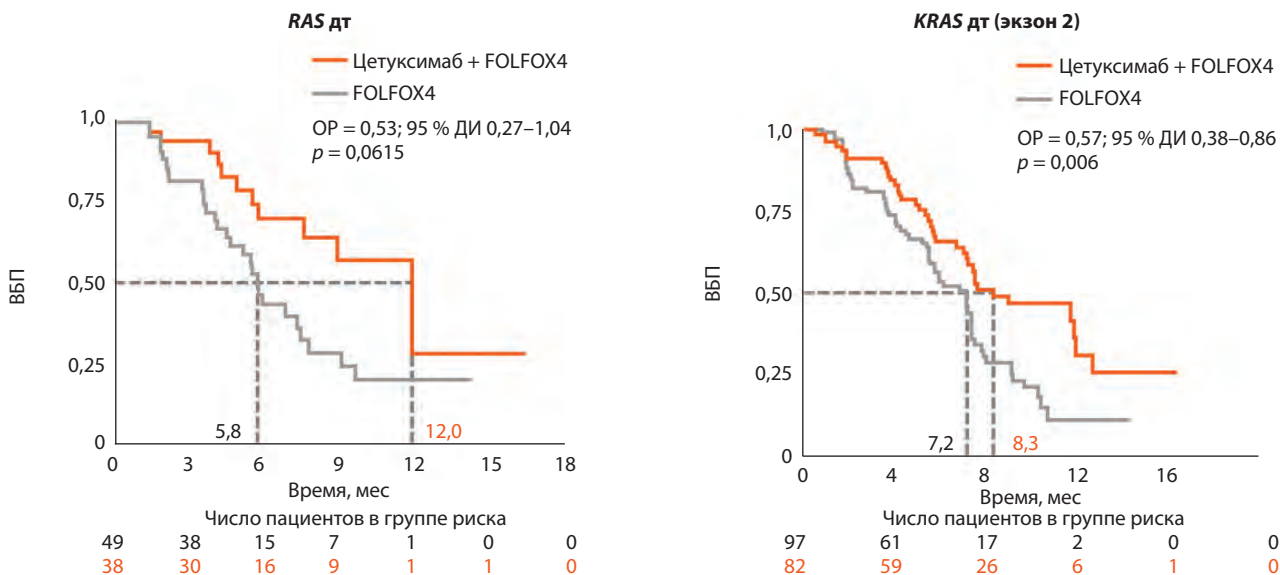 RAS дт
Цетуксимаб + FOLFOX4
FOLFOX4
ОР = 0,53; 95 % ДИ 0,27–1,04
p = 0,0615
ВБП
1,0
0,75
0,50
0,25
0
5,8
12,0
0 3 6 9 12 15 18
Время, мес
Число пациентов в группе риска
49 38 15 7 1 0 0
38 30 16 9 1 1 0
KRAS дт (экзон 2)
Цетуксимаб + FOLFOX4
FOLFOX4
ОР = 0,57; 95 % ДИ 0,38–0,86
p = 0,006
ВБП
1,0
0,75
0,50
0,25
0
7,2
8,3
0 4 8 12 16
Время, мес
Число пациентов в группе риска
97 61 17 2 0 0
82 59 26 6 1 0